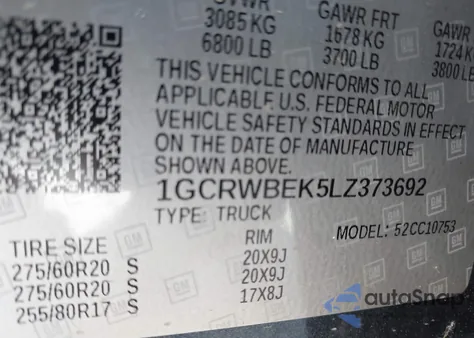 GVWR GAWR FRT GAWR
3085 KG 1678 KG 1724 K
6800 LB 3700 LB 3800 L
THIS VEHICLE CONFORMS TO ALL
APPLICABLE U.S. FEDERAL MOTOR
VEHICLE SAFETY STANDARDS IN EFFECT
ON THE DATE OF MANUFACTURE
SHOWN ABOVE.
1GCRWBEK5LZ373692
TYPE: TRUCK MODEL: 52CC10753
TIRE SIZE RIM
275/60R20 S 20X9J
275/60R20 S 20X9J
255/80R17 S 17X8J
GM
autoSnap